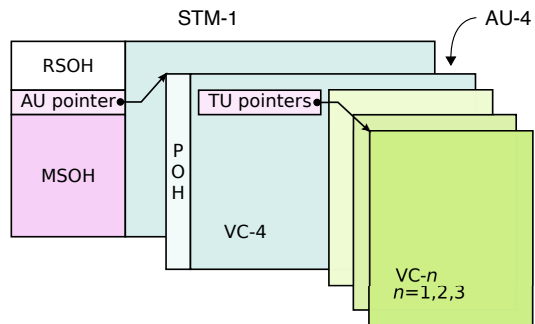 STM-1
AU-4
RSOH
AU pointer
TU pointers
MSOH
P
O
H
VC-4
VC-n
n=1,2,3